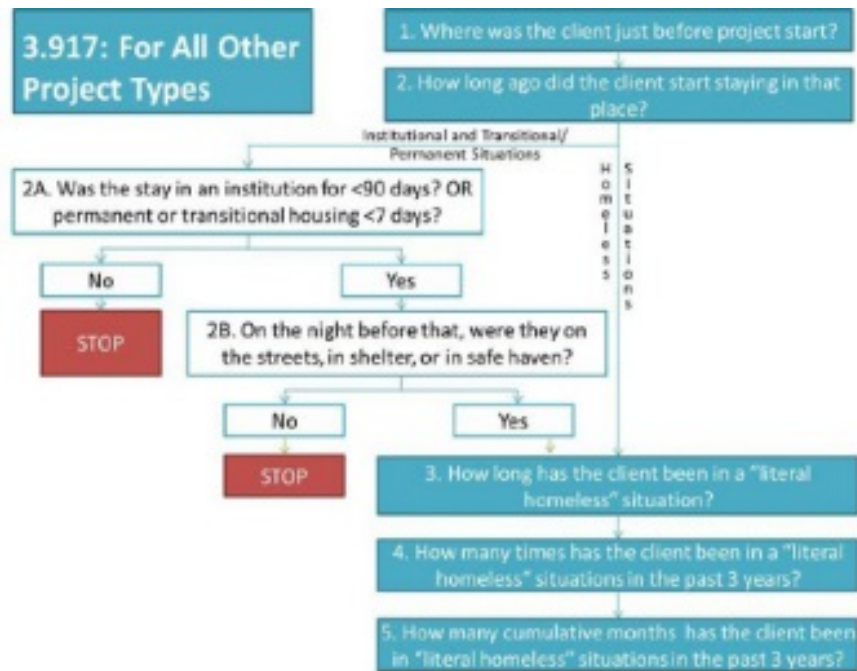 3.917: For All Other
Project Types
1. Where was the client just before project start?
2. How long ago did the client start staying in that
place?
Institutional and Transitional/
Permanent Situations
Homeless
Situations
2A. Was the stay in an institution for <90 days? OR
permanent or transitional housing <7 days?
No
Yes
STOP
2B. On the night before that, were they on
the streets, in shelter, or in safe haven?
No
Yes
STOP
3. How long has the client been in a "literal
homeless" situation?
4. How many times has the client been in a "literal
homeless" situations in the past 3 years?
5. How many cumulative months has the client been
in "literal homeless" situations in the past 3 years?